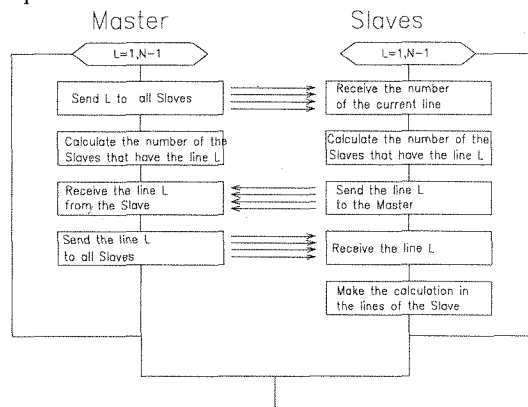 Master
Slaves
L=1,N-1
L=1,N-1
Send L to all Slaves
Receive the number
of the current line
Calculate the number of the
Slaves that have the line L
Calculate the number of the
Slaves that have the line L
Receive the line L
from the Slave
Send the line L
to the Master
Send the line L
to all Slaves
Receive the line L
Make the calculation in
the lines of the Slave